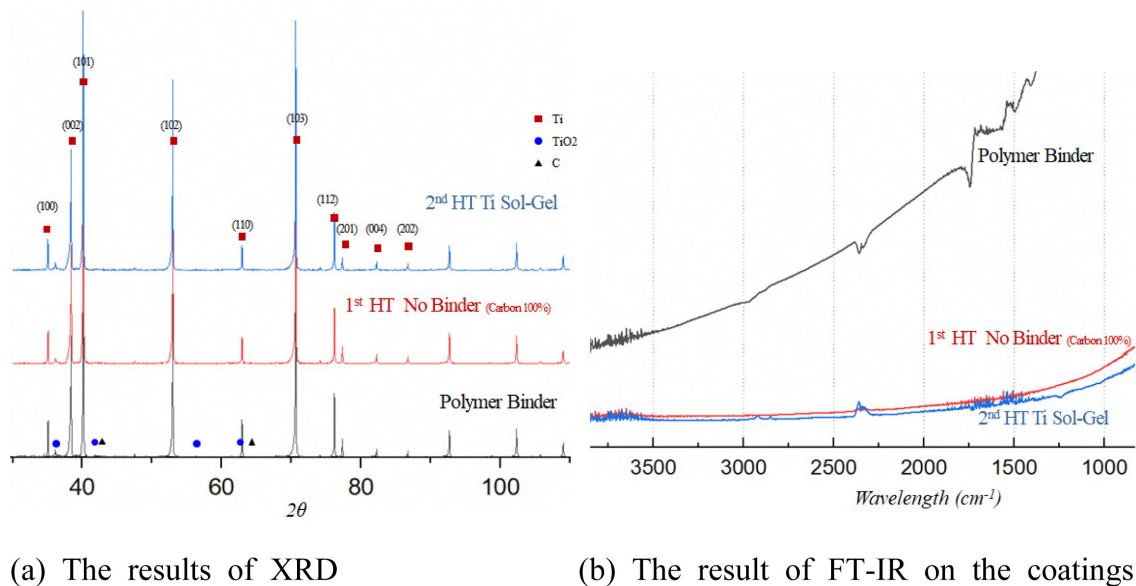 (101)
(103)
(002)
(102)
Ti
TiO2
C
2nd HT Ti Sol-Gel
(100)
(110)
(112)
(201)
(004)
(202)
1st HT No Binder (Carbon 100%)
Polymer Binder
40
60
80
100
2θ
Polymer Binder
1st HT No Binder (Carbon 100%)
2nd HT Ti Sol-Gel
3500
3000
2500
2000
1500
1000
Wavelength (cm-1)
(a) The results of XRD
(b) The result of FT-IR on the coatings